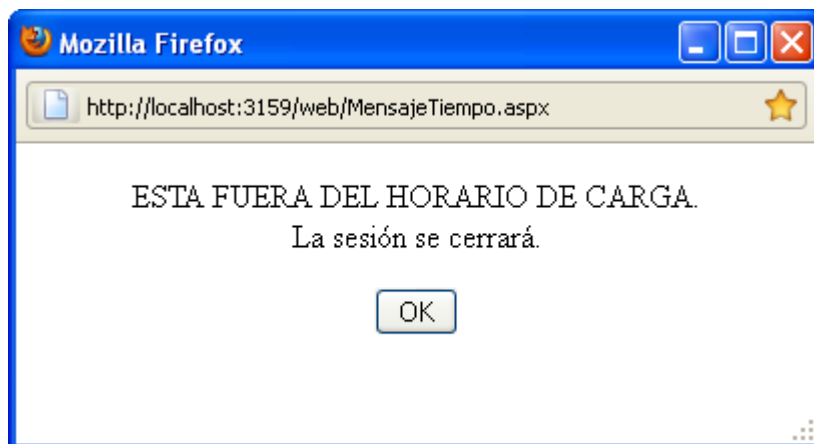 Mozilla Firefox
http://localhost:3159/web/MensajeTiempo.aspx
ESTA FUERA DEL HORARIO DE CARGA.
La sesión se cerrará.
OK